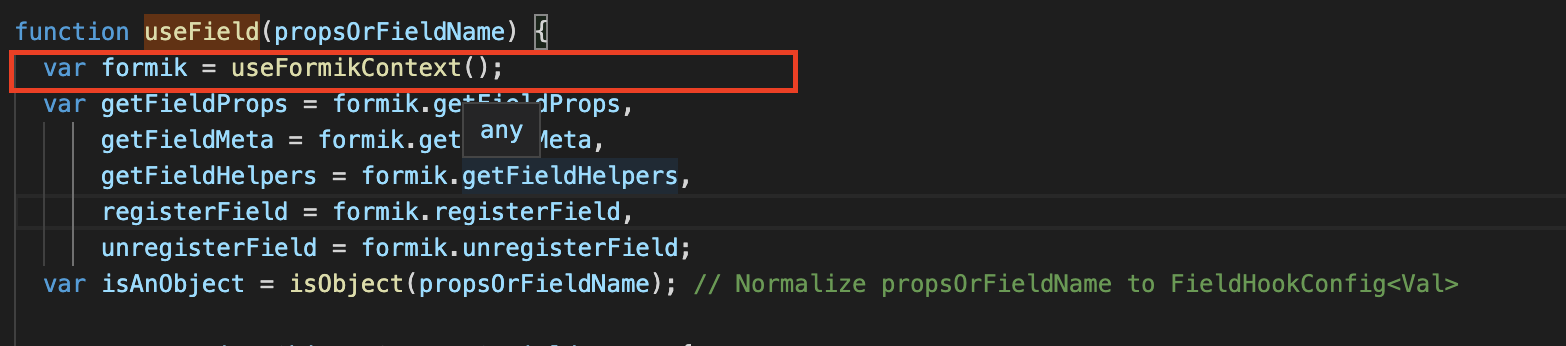 function useField(propsOrFieldName) {
var formik = useFormikContext();
var getFieldProps = formik.getFieldProps,
getFieldMeta = formik.get Meta,
any
getFieldHelpers = formik.getFieldHelpers,
registerField = formik.registerField,
unregisterField = formik.unregisterField;
var isAnObject = isObject(propsOrFieldName); // Normalize propsOrFieldName to FieldHookConfig<Val>